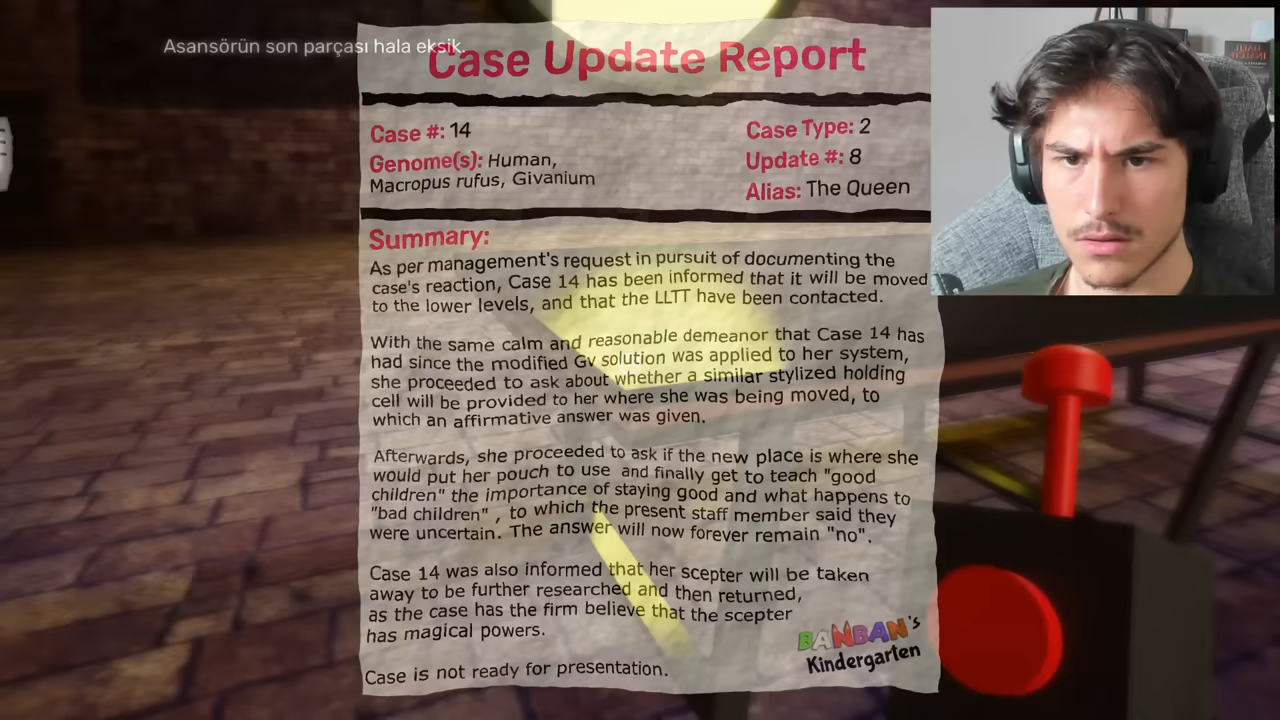 Asansörün son parçası hala eksik.
Case Update Report
Case #: 14
Case Type: 2
Genome(s): Human,
Macropus rufus, Givanium
Update #: 8
Alias: The Queen
Summary:
As per management's request in pursuit of documenting the
case's reaction, Case 14 has been informed that it will be moved
to the lower levels, and that the LLTT have been contacted.
With the same calm and reasonable demeanor that Case 14 has
had since the modified Gv solution was applied to her system,
she proceeded to ask about whether a similar stylized holding
cell will be provided to her where she was being moved, to
which an affirmative answer was given.
Afterwards, she proceeded to ask if the new place is where she
would put her pouch to use and finally get to teach "good
children" the importance of staying good and what happens to
"bad children" , to which the present staff member said they
were uncertain. The answer will now forever remain "no".
Case 14 was also informed that her scepter will be taken
away to be further researched and then returned,
as the case has the firm believe that the scepter
has magical powers.
Case is not ready for presentation.
BANBAN's
Kindergarten